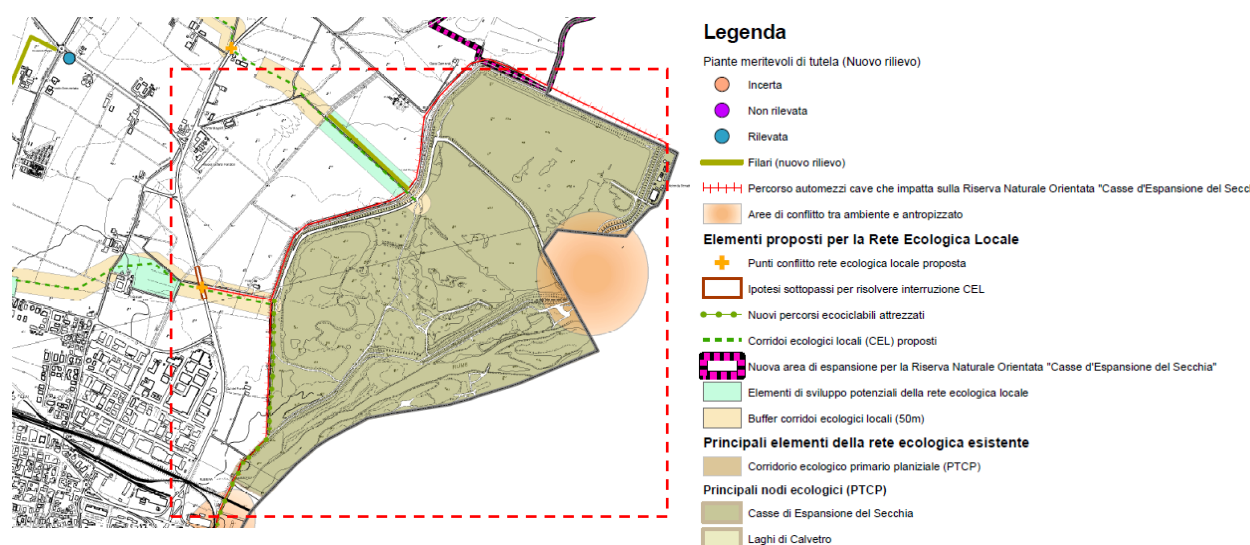 Legenda
Piante meritevoli di tutela (Nuovo rilievo)
Incerta
Non rilevata
Rilevata
Filari (nuovo rilievo)
Percorso automezzi cave che impatta sulla Riserva Naturale Orientata "Casse d'Espansione del Secchi
Aree di conflitto tra ambiente e antropizzato
Elementi proposti per la Rete Ecologica Locale
Punti conflitto rete ecologica locale proposta
Ipotesi sottopassi per risolvere interruzione CEL
Nuovi percorsi ecociclabili attrezzati
Corridoi ecologici locali (CEL) proposti
Nuova area di espansione per la Riserva Naturale Orientata "Casse d'Espansione del Secchia"
Elementi di sviluppo potenziali della rete ecologica locale
Buffer corridoi ecologici locali (50m)
Principali elementi della rete ecologica esistente
Corridorio ecologico primario planiziale (PTCP)
Principali nodi ecologici (PTCP)
Casse di Espansione del Secchia
Laghi di Calvetro